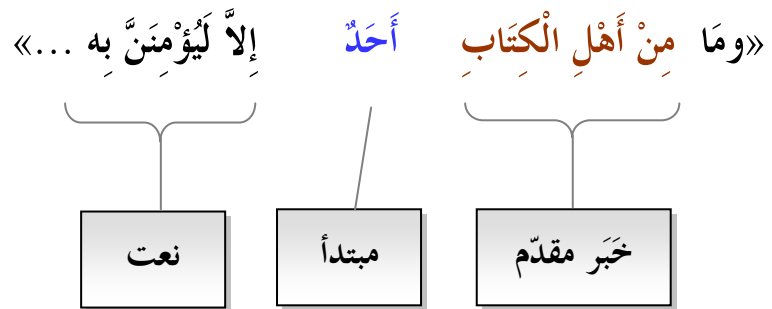 «ومَا مِنْ أَهْلِ الْكِتَابِ أَحَدٌ إِلاَّ لَيُؤْمِنَنَّ بِه ...»
خَبَر مقدّم
مبتدأ
نعت